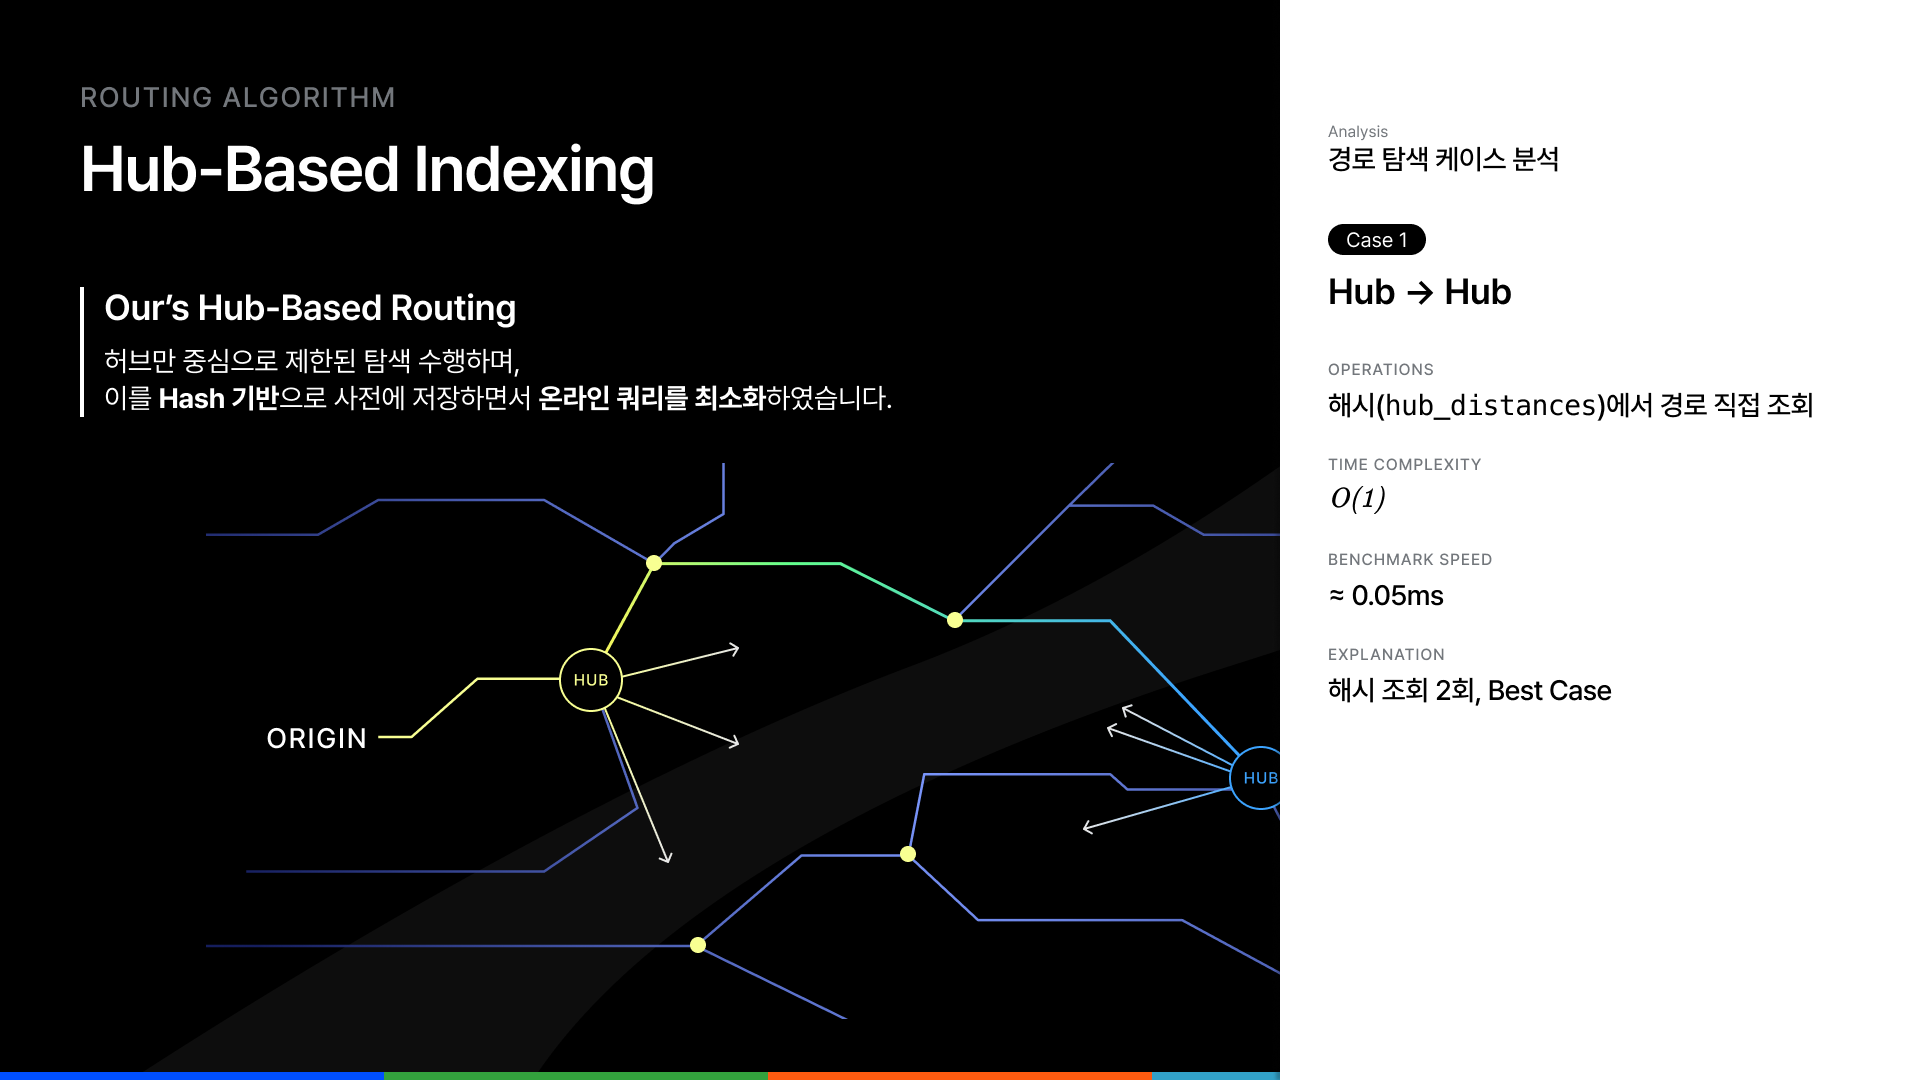 ROUTING ALGORITHM
Hub-Based Indexing
Our’s Hub-Based Routing
허브만 중심으로 제한된 탐색 수행하며,
이를 Hash 기반으로 사전에 저장하면서 온라인 쿼리를 최소화하였습니다.
HUB
ORIGIN
HUB
Analysis
경로 탐색 케이스 분석
Case 1
Hub → Hub
OPERATIONS
해시(hub_distances)에서 경로 직접 조회
TIME COMPLEXITY
O(1)
BENCHMARK SPEED
≈ 0.05ms
EXPLANATION
해시 조회 2회, Best Case